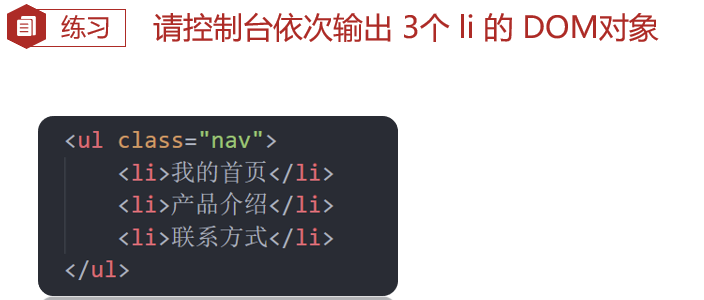 练习
请控制台依次输出 3个 li 的 DOM对象
<ul class="nav">
<li>我的首页</li>
<li>产品介绍</li>
<li>联系方式</li>
</ul>